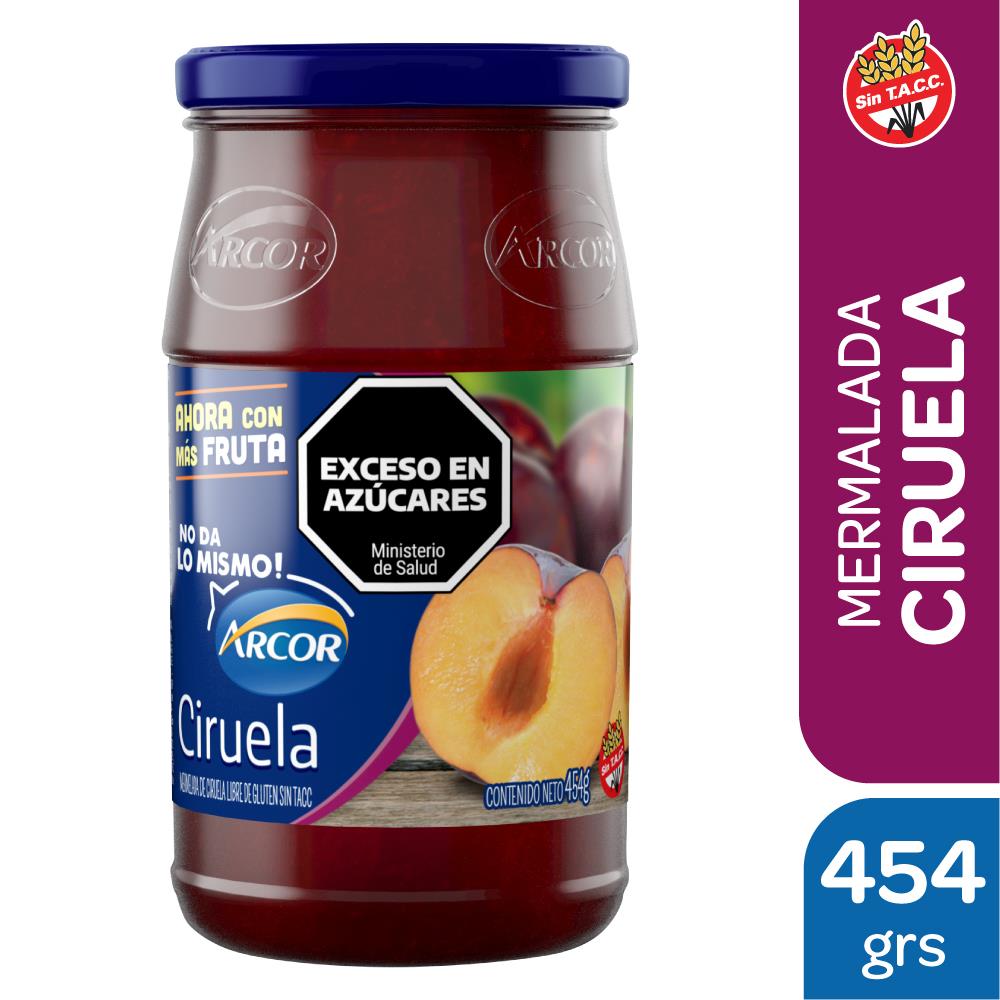 ARCOR
ARCOR
AHORA CON
MÁS FRUTA
EXCESO EN
AZÚCARES
Ministerio
de Salud
NO DA
LO MISMO!
ARCOR
Ciruela
MERMELADA DE CIRUELA LIBRE DE GLUTEN SIN TACC
CONTENIDO NETO 454g
Sin T.A.C.C.
Sin T.A.C.C.
MERMALADA
CIRUELA
454
grs